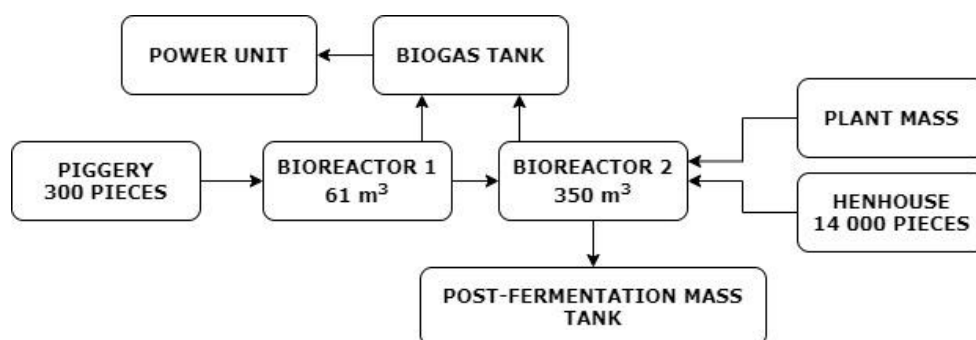 POWER UNIT
BIOGAS TANK
PLANT MASS
PIGGERY
300 PIECES
BIOREACTOR 1
61 m³
BIOREACTOR 2
350 m³
HENHOUSE
14 000 PIECES
POST-FERMENTATION MASS
TANK